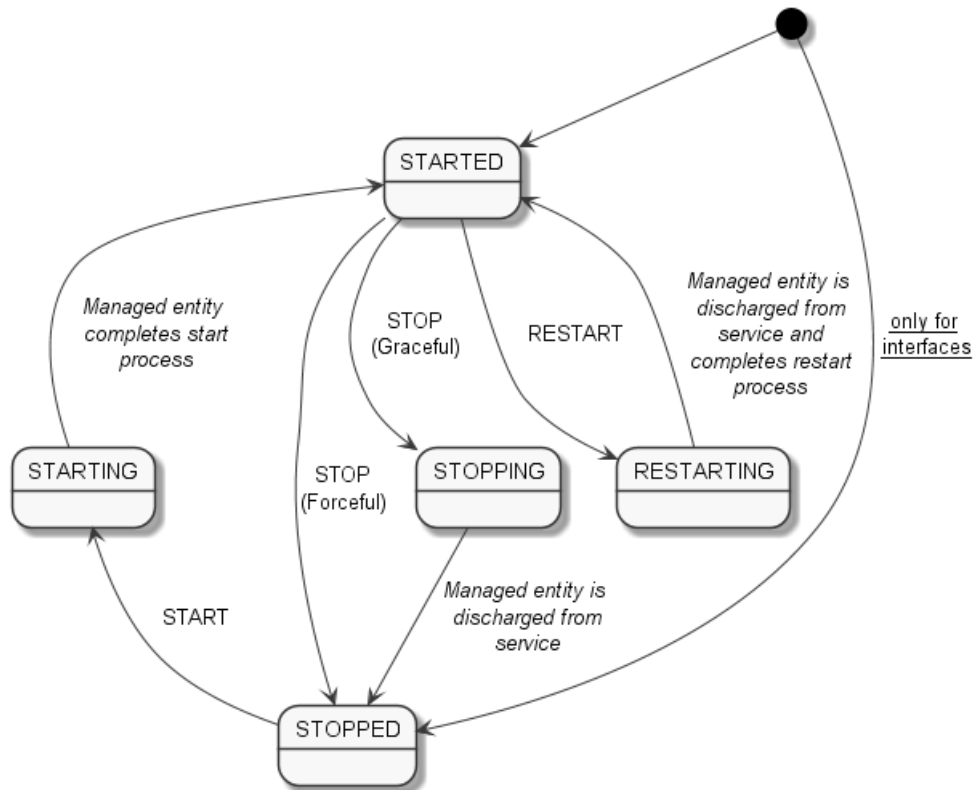 STARTED
Managed entity
completes start
process
STOP
(Graceful)
RESTART
Managed entity is
discharged from
service and
completes restart
process
only for
interfaces
STARTING
STOP
(Forceful)
STOPPING
RESTARTING
START
Managed entity is
discharged from
service
STOPPED